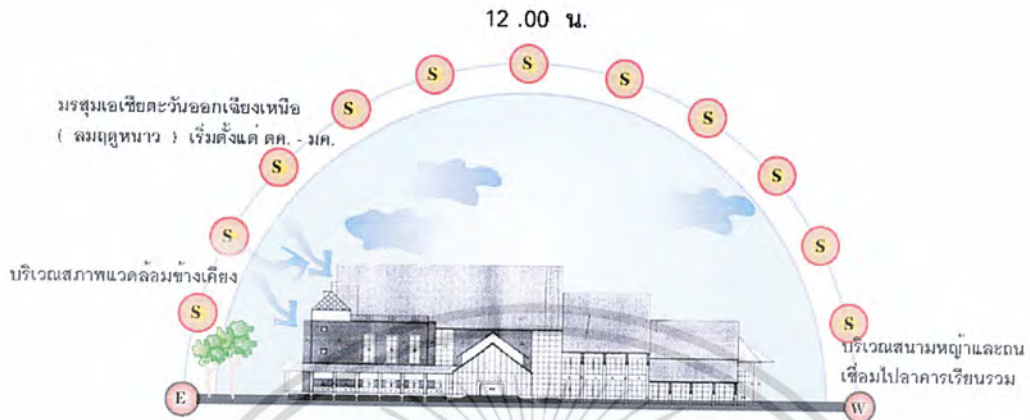 12 .00 น.
S
S
S
S
S
S
S
S
S
S
S
มรสุมเอเชียตะวันออกเฉียงเหนือ
( ลมฤดูหนาว ) เริ่มตั้งแต่ ตค. - มค.
บริเวณสภาพแวดล้อมข้างเคียง
บริเวณสนามหญ้าและถน
เชื่อมไปอาคารเรียนรวม
E
W